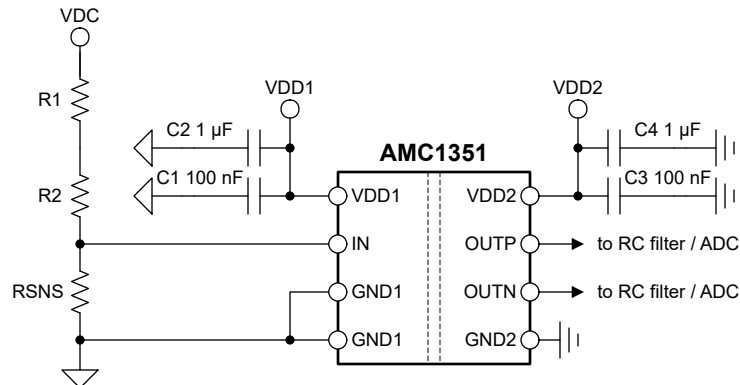 VDC
R1
R2
RSNS
VDD1
C2 1 µF
C1 100 nF
AMC1351
VDD1
IN
GND1
GND1
VDD2
OUTP
OUTN
GND2
VDD2
C4 1 µF
C3 100 nF
to RC filter / ADC
to RC filter / ADC